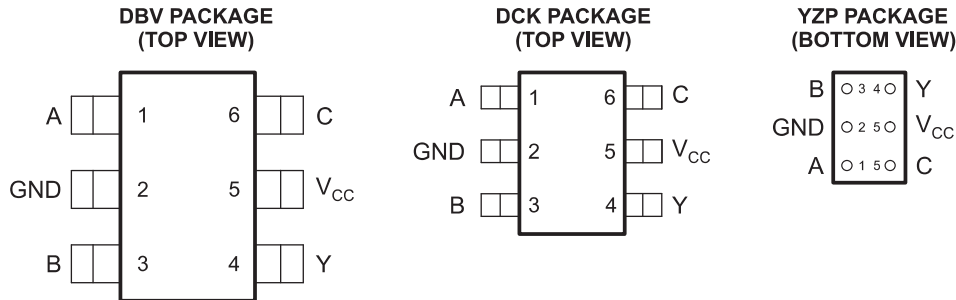 DBV PACKAGE
(TOP VIEW)
A 1 6 C
GND 2 5 VCC
B 3 4 Y
DCK PACKAGE
(TOP VIEW)
A 1 6 C
GND 2 5 VCC
B 3 4 Y
YZP PACKAGE
(BOTTOM VIEW)
B 3 4 Y
GND 2 5 VCC
A 1 5 C